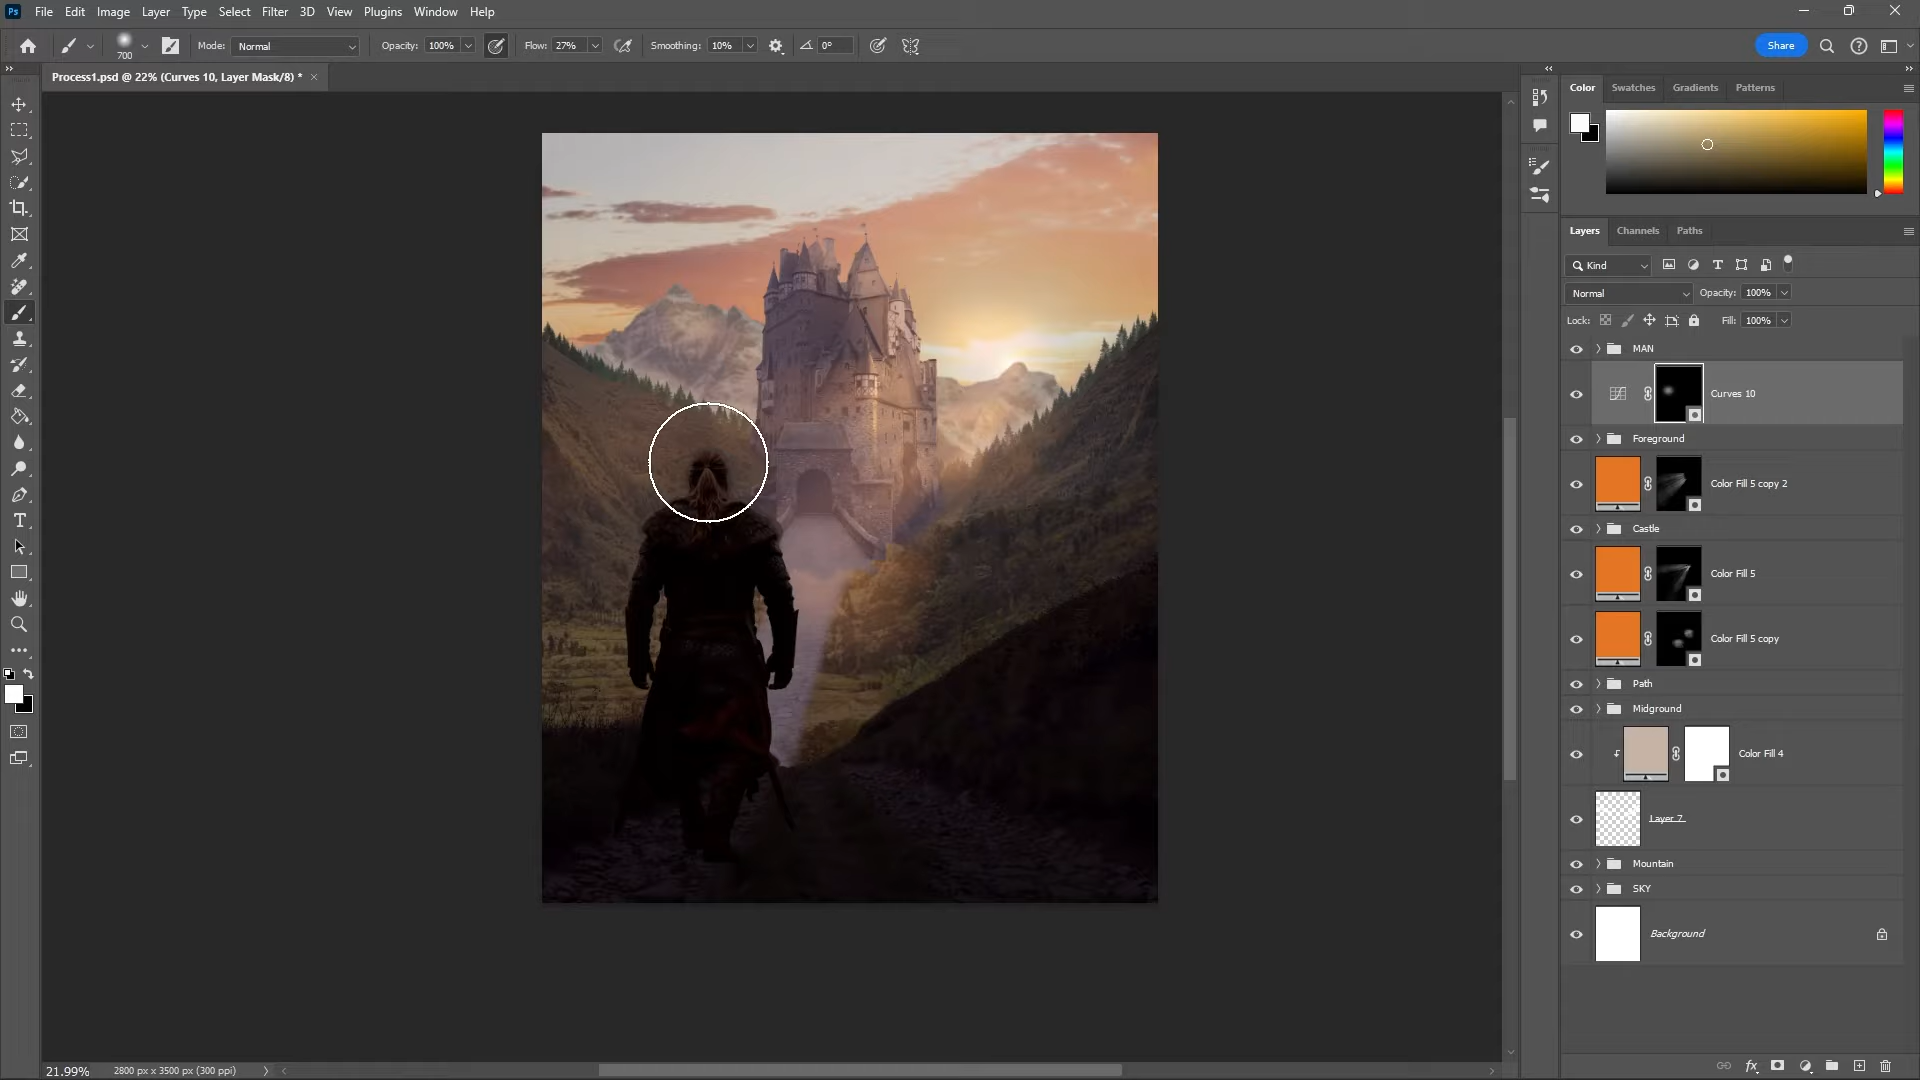 Ps File Edit Image Layer Type Select Filter 3D View Plugins Window Help
700 Mode: Normal Opacity: 100% Flow: 27% Smoothing: 10% 0° Share
Process1.psd @ 22% (Curves 10, Layer Mask/8) *
Color Swatches Gradients Patterns
Layers Channels Paths
Kind
Normal Opacity: 100%
Lock: Fill: 100%
MAN
Curves 10
Foreground
Color Fill 5 copy 2
Castle
Color Fill 5
Color Fill 5 copy
Path
Midground
Color Fill 4
Layer 7
Mountain
SKY
Background
21.99% 2800 px x 3500 px (300 ppi)